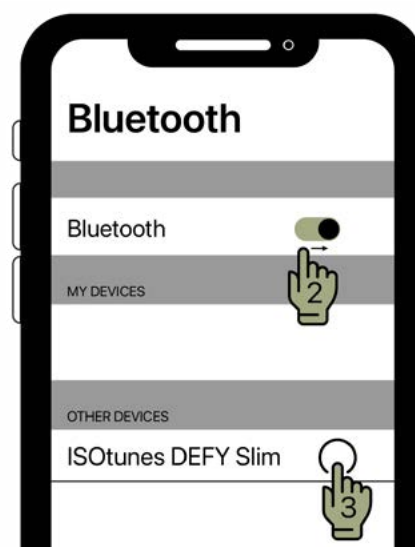 Bluetooth
Bluetooth
2
MY DEVICES
OTHER DEVICES
ISOtunes DEFY Slim
3